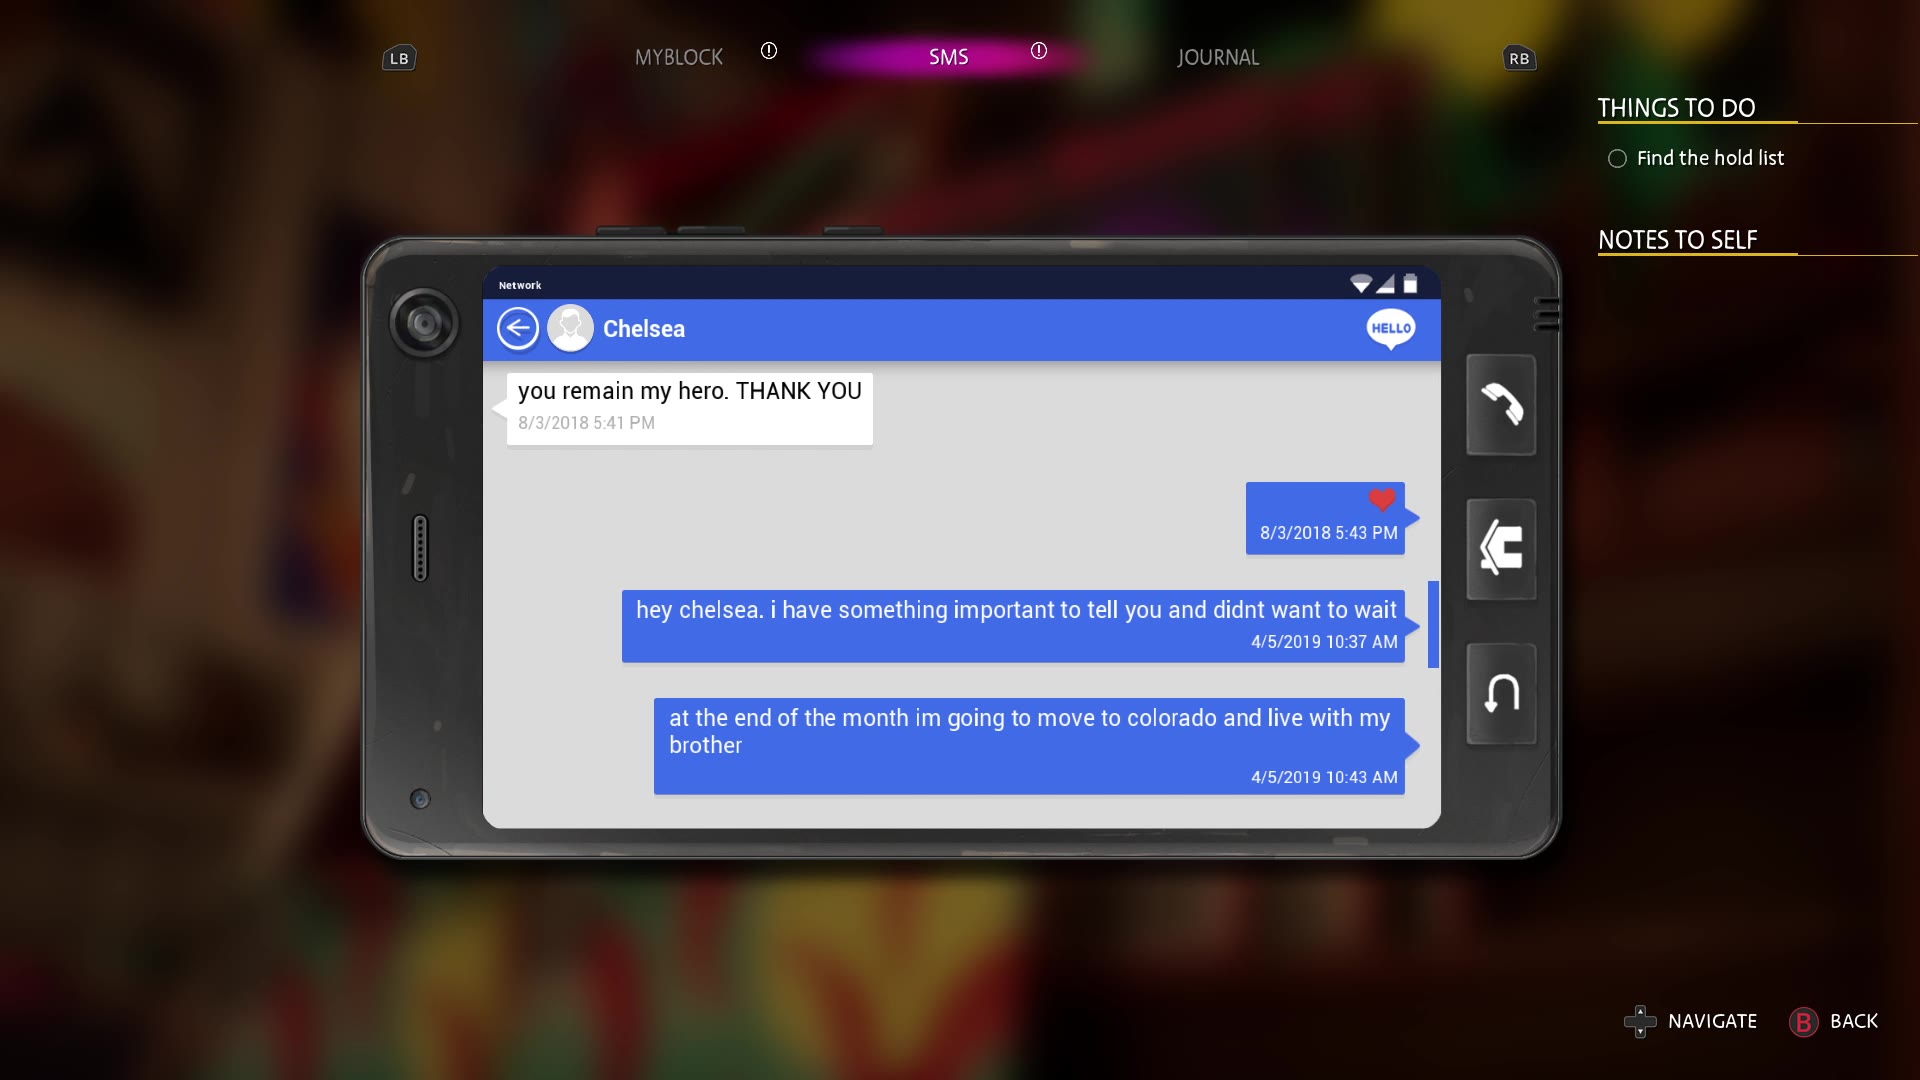 LB
MYBLOCK
SMS
JOURNAL
RB
THINGS TO DO
Find the hold list
NOTES TO SELF
Network
Chelsea
HELLO
you remain my hero. THANK YOU
8/3/2018 5:41 PM
8/3/2018 5:43 PM
hey chelsea. i have something important to tell you and didnt want to wait
4/5/2019 10:37 AM
at the end of the month im going to move to colorado and live with my
brother
4/5/2019 10:43 AM
NAVIGATE
B BACK